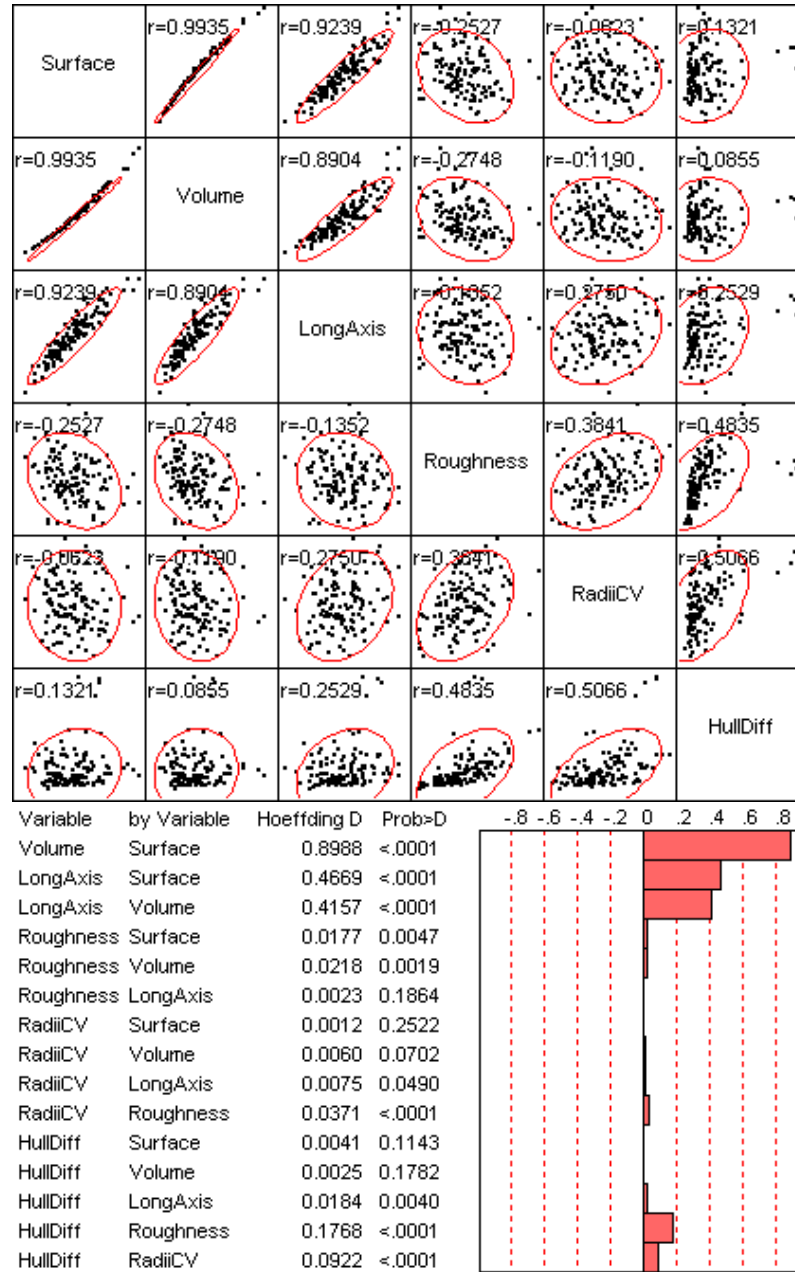 Surface r=0.9935 r=0.9239 r=-0.2527 r=-0.0623 r=0.1321
r=0.9935 Volume r=0.8904 r=-0.2748 r=-0.1190 r=0.0855
r=0.9239 r=0.8904 LongAxis r=-0.1352 r=0.2750 r=0.2529
r=-0.2527 r=-0.2748 r=-0.1352 Roughness r=0.3841 r=0.4835
r=-0.0623 r=-0.1190 r=0.2750 r=0.3841 RadiiCV r=0.5066
r=0.1321 r=0.0855 r=0.2529 r=0.4835 r=0.5066 HullDiff
Variable by Variable Hoeffding D Prob>D -.8 -.6 -.4 -.2 0 .2 .4 .6 .8
Volume Surface 0.8988 <.0001
LongAxis Surface 0.4669 <.0001
LongAxis Volume 0.4157 <.0001
Roughness Surface 0.0177 0.0047
Roughness Volume 0.0218 0.0019
Roughness LongAxis 0.0023 0.1864
RadiiCV Surface 0.0012 0.2522
RadiiCV Volume 0.0060 0.0702
RadiiCV LongAxis 0.0075 0.0490
RadiiCV Roughness 0.0371 <.0001
HullDiff Surface 0.0041 0.1143
HullDiff Volume 0.0025 0.1782
HullDiff LongAxis 0.0184 0.0040
HullDiff Roughness 0.1768 <.0001
HullDiff RadiiCV 0.0922 <.0001